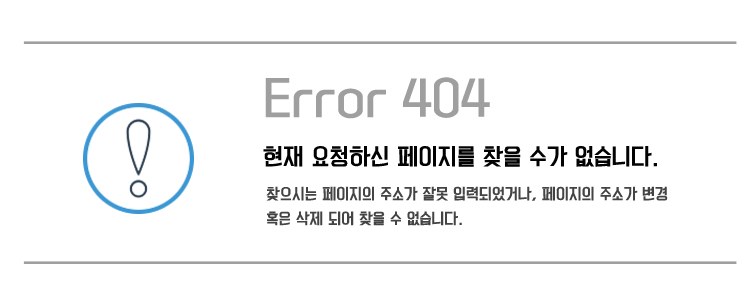 Error 404
현재 요청하신 페이지를 찾을 수가 없습니다.
찾으시는 페이지의 주소가 잘못 입력되었거나, 페이지의 주소가 변경
혹은 삭제 되어 찾을 수 없습니다.